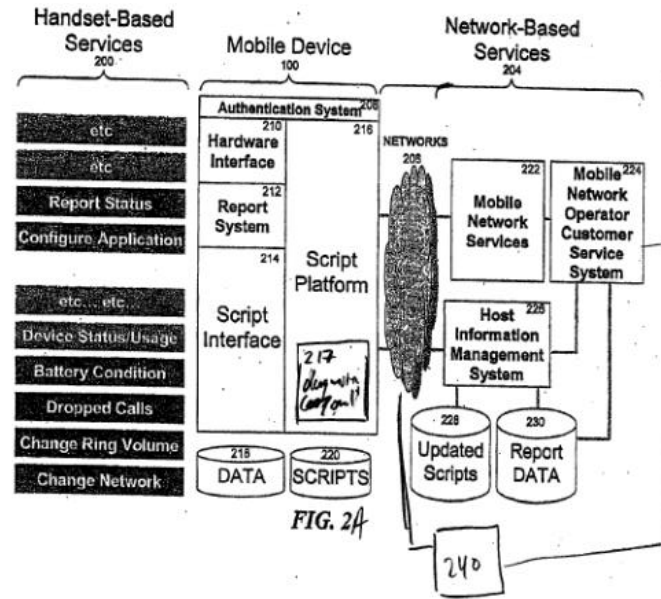 Handset-Based
Services
200
Mobile Device
100
Network-Based
Services
204
etc
etc
Report Status
Configure Application
etc... etc...
Device Status/Usage
Battery Condition
Dropped Calls
Change Ring Volume
Change Network
Authentication System 208
210
Hardware
Interface
212
Report
System
214
Script
Interface
216
Script
Platform
217
218
DATA
220
SCRIPTS
NETWORKS
222
Mobile
Network
Services
224
Mobile
Network
Operator
Customer
Service
System
226
Host
Information
Management
System
228
Updated
Scripts
230
Report
DATA
FIG. 2A
240